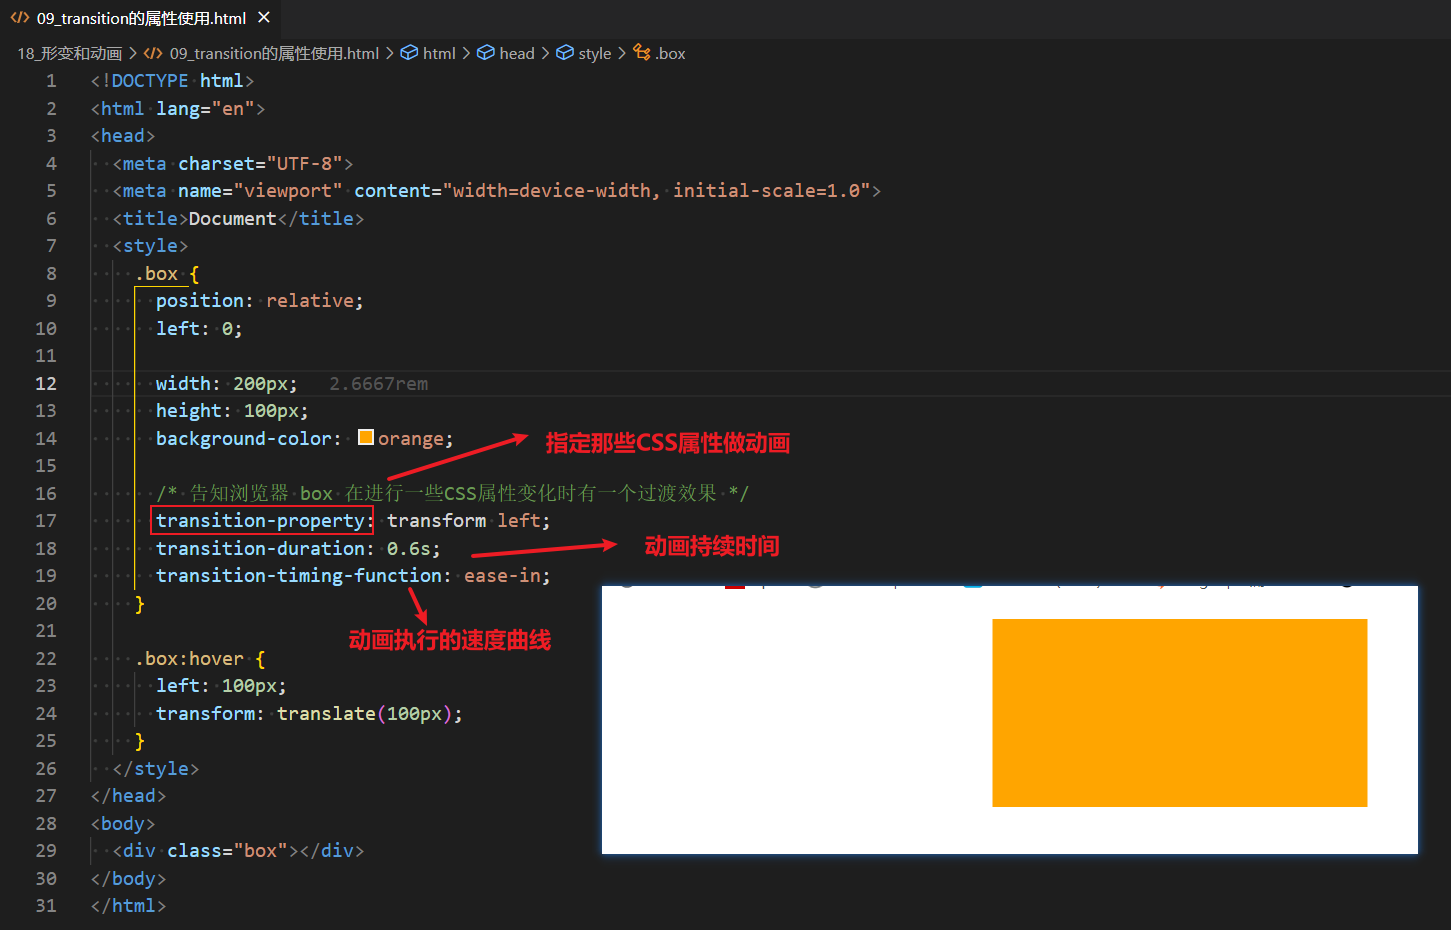 09_transition的属性使用.html
18_形变和动画 > 09_transition的属性使用.html > html > head > style > .box
1 <!DOCTYPE html>
2 <html lang="en">
3 <head>
4 <meta charset="UTF-8">
5 <meta name="viewport" content="width=device-width, initial-scale=1.0">
6 <title>Document</title>
7 <style>
8 .box {
9 position: relative;
10 left: 0;
11
12 width: 200px; 2.6667rem
13 height: 100px;
14 background-color: orange;
指定那些CSS属性做动画
15
16 /* 告知浏览器 box 在进行一些CSS属性变化时有一个过渡效果 */
17 transition-property: transform left;
18 transition-duration: 0.6s;
动画持续时间
19 transition-timing-function: ease-in;
20 }
21
动画执行的速度曲线
22 .box:hover {
23 left: 100px;
24 transform: translate(100px);
25 }
26 </style>
27 </head>
28 <body>
29 <div class="box"></div>
30 </body>
31 </html>